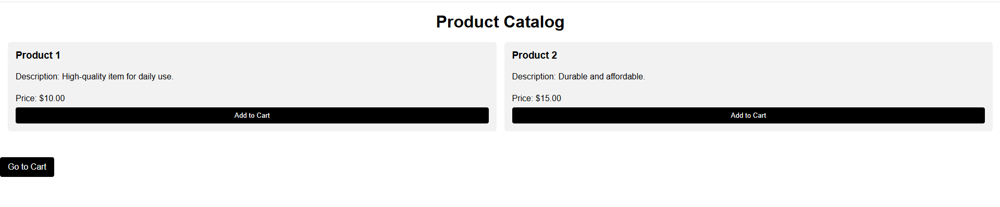 Product Catalog
Product 1
Description: High-quality item for daily use.
Price: $10.00
Add to Cart
Product 2
Description: Durable and affordable.
Price: $15.00
Add to Cart
Go to Cart